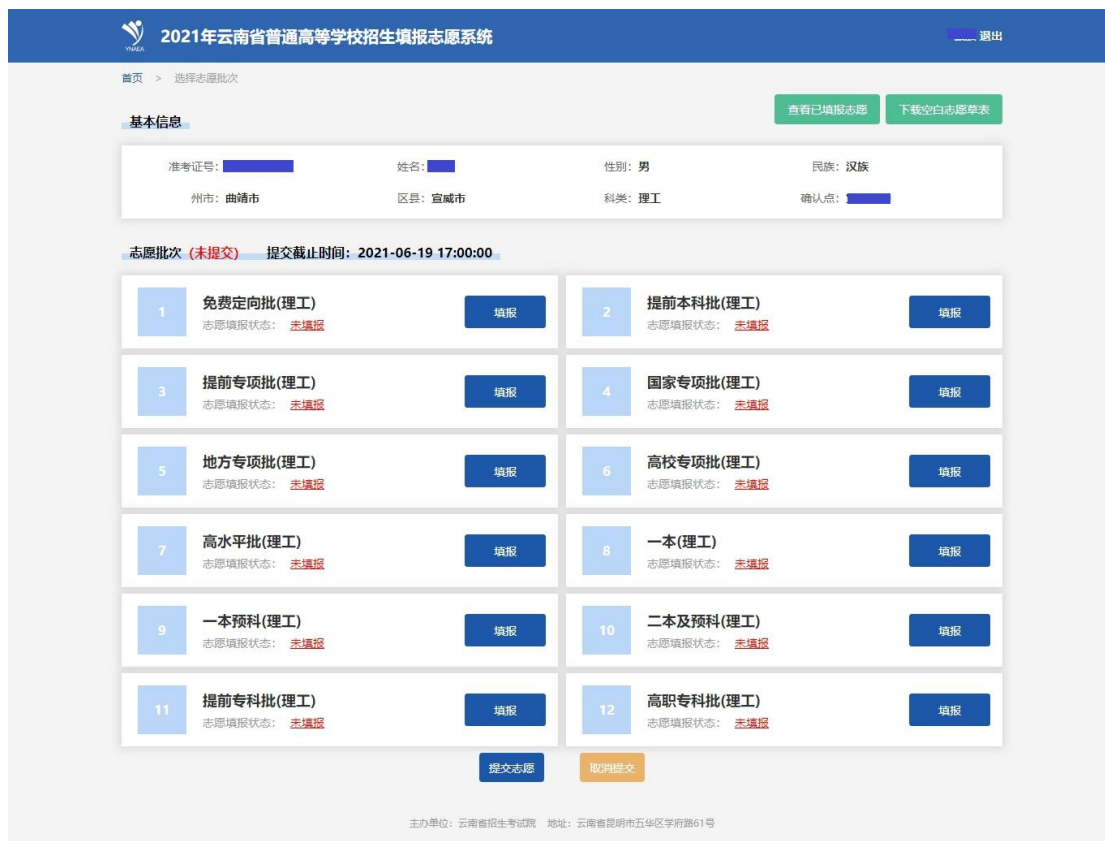 YNAEA
2021年云南省普通高等学校招生填报志愿系统
退出
首页 > 选择志愿批次
查看已填报志愿 下载空白志愿草表
基本信息
准考证号: 姓名: 性别: 男 民族: 汉族
州市: 曲靖市 区县: 宣威市 科类: 理工 确认点:
志愿批次 (未提交) 提交截止时间: 2021-06-19 17:00:00
1 免费定向批(理工) 填报
志愿填报状态: 未填报
2 提前本科批(理工) 填报
志愿填报状态: 未填报
3 提前专项批(理工) 填报
志愿填报状态: 未填报
4 国家专项批(理工) 填报
志愿填报状态: 未填报
5 地方专项批(理工) 填报
志愿填报状态: 未填报
6 高校专项批(理工) 填报
志愿填报状态: 未填报
7 高水平批(理工) 填报
志愿填报状态: 未填报
8 一本(理工) 填报
志愿填报状态: 未填报
9 一本预科(理工) 填报
志愿填报状态: 未填报
10 二本及预科(理工) 填报
志愿填报状态: 未填报
11 提前专科批(理工) 填报
志愿填报状态: 未填报
12 高职专科批(理工) 填报
志愿填报状态: 未填报
提交志愿 取消提交
主办单位: 云南省招生考试院 地址: 云南省昆明市五华区学府路61号